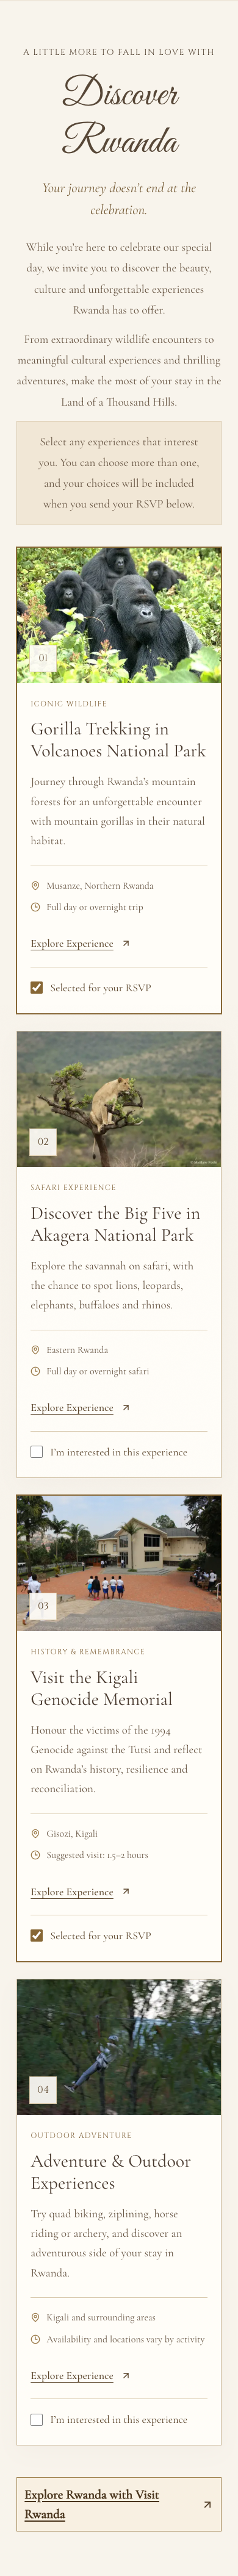 A LITTLE MORE TO FALL IN LOVE WITH
Discover
Rwanda
Your journey doesn't end at the
celebration.
While you're here to celebrate our special
day, we invite you to discover the beauty,
culture and unforgettable experiences
Rwanda has to offer.
From extraordinary wildlife encounters to
meaningful cultural experiences and thrilling
adventures, make the most of your stay in the
Land of a Thousand Hills.
Select any experiences that interest
you. You can choose more than one,
and your choices will be included
when you send your RSVP below.
01
ICONIC WILDLIFE
Gorilla Trekking in
Volcanoes National Park
Journey through Rwanda's mountain
forests for an unforgettable encounter
with mountain gorillas in their natural
habitat.
Musanze, Northern Rwanda
Full day or overnight trip
Explore Experience
Selected for your RSVP
02
SAFARI EXPERIENCE
Discover the Big Five in
Akagera National Park
Explore the savannah on safari, with
the chance to spot lions, leopards,
elephants, buffaloes and rhinos.
Eastern Rwanda
Full day or overnight safari
Explore Experience
I'm interested in this experience
03
HISTORY & REMEMBRANCE
Visit the Kigali
Genocide Memorial
Honour the victims of the 1994
Genocide against the Tutsi and reflect
on Rwanda's history, resilience and
reconciliation.
Gisozi, Kigali
Suggested visit: 1.5–2 hours
Explore Experience
Selected for your RSVP
04
OUTDOOR ADVENTURE
Adventure & Outdoor
Experiences
Try quad biking, ziplining, horse
riding or archery, and discover an
adventurous side of your stay in
Rwanda.
Kigali and surrounding areas
Availability and locations vary by activity
Explore Experience
I'm interested in this experience
Explore Rwanda with Visit
Rwanda